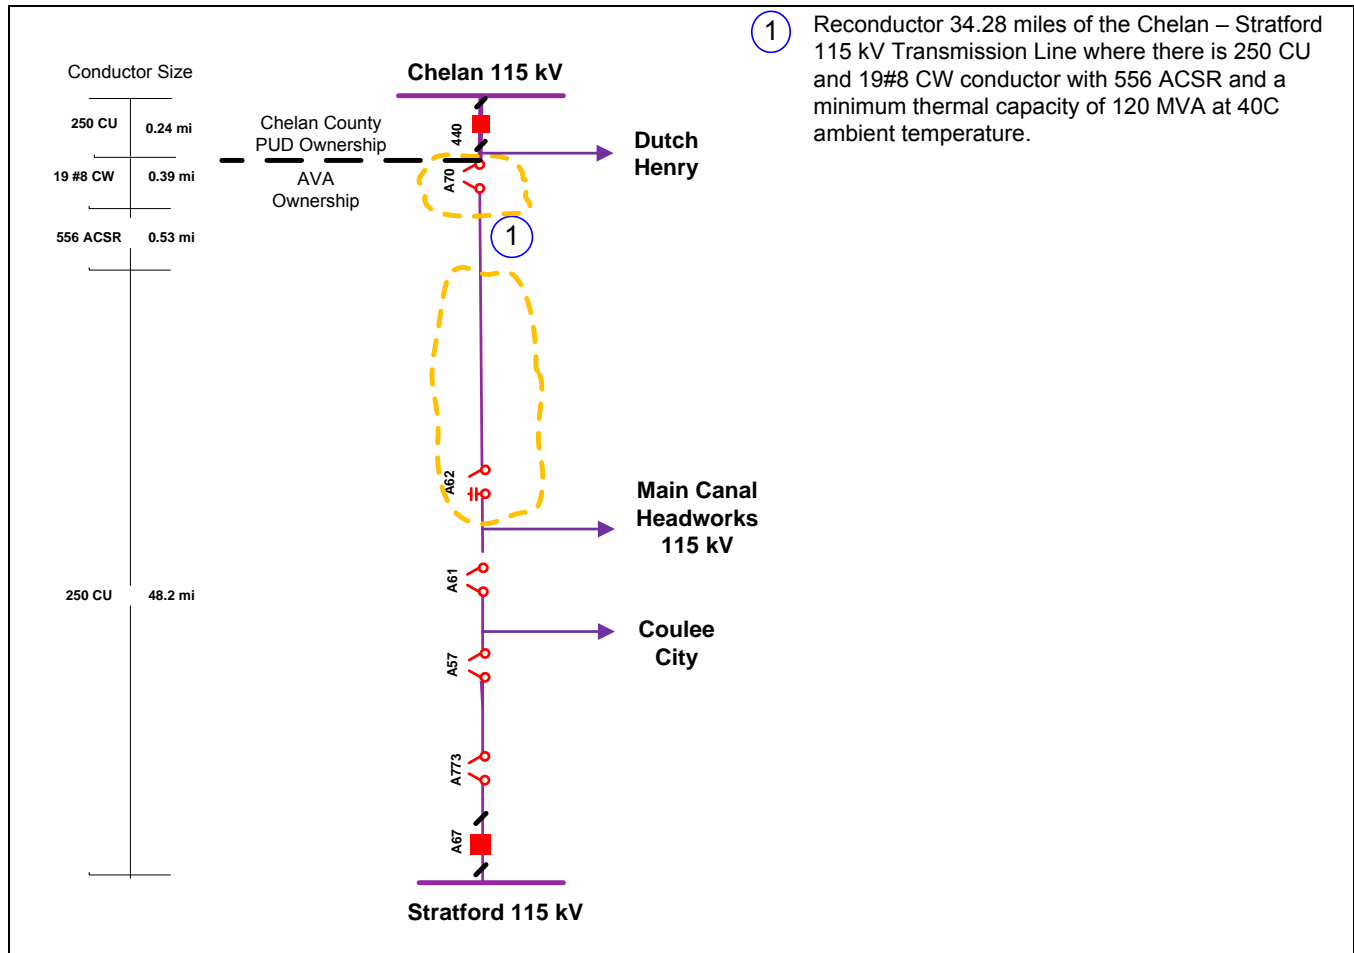 1
Reconductor 34.28 miles of the Chelan – Stratford
115 kV Transmission Line where there is 250 CU
and 19#8 CW conductor with 556 ACSR and a
minimum thermal capacity of 120 MVA at 40C
ambient temperature.
Conductor Size
Chelan 115 kV
250 CU
0.24 mi
Chelan County
PUD Ownership
440
Dutch
Henry
19 #8 CW
0.39 mi
AVA
Ownership
A70
556 ACSR
0.53 mi
1
A62
Main Canal
Headworks
115 kV
A61
250 CU
48.2 mi
Coulee
City
A57
A773
A67
Stratford 115 kV